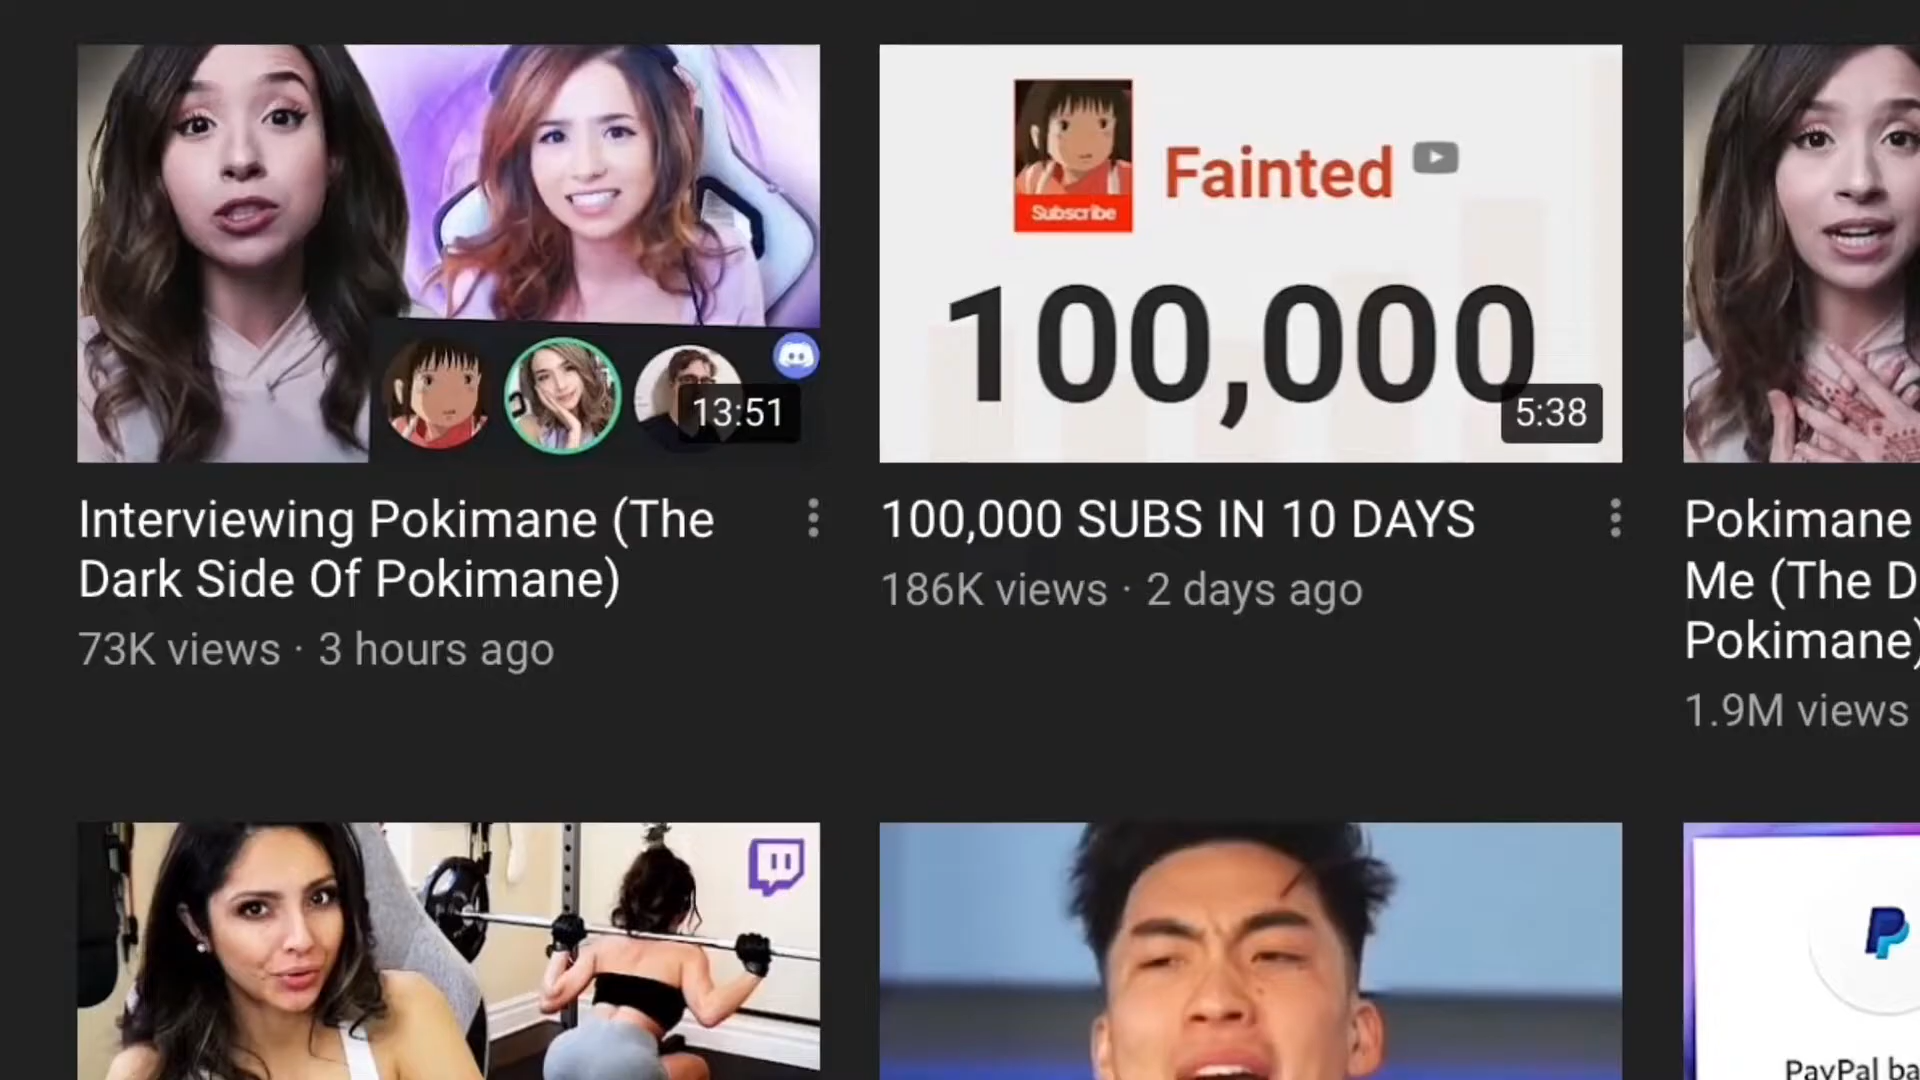 Subscribe
Fainted
100,000
13:51
5:38
Interviewing Pokimane (The
Dark Side Of Pokimane)
73K views · 3 hours ago
100,000 SUBS IN 10 DAYS
186K views · 2 days ago
Pokimane
Me (The D
Pokimane)
1.9M views
PayPal ba